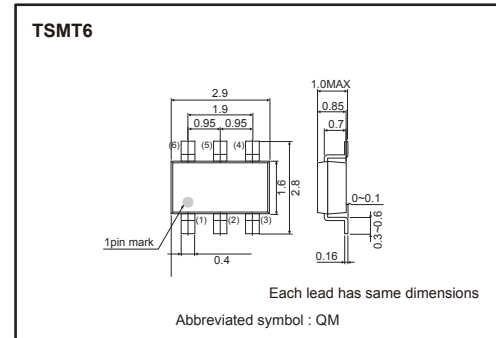 TSMT6
2.9
1.9
0.95 0.95
(6) (5) (4)
1.6
2.8
(1) (2) (3)
1pin mark
0.4
1.0MAX
0.85
0.7
0~0.1
0.3~0.6
0.16
Each lead has same dimensions
Abbreviated symbol : QM